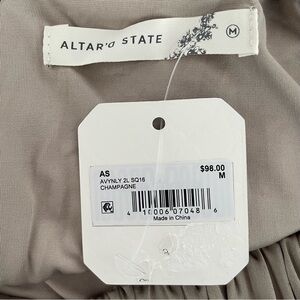 ALTAR'D STATE M
AS $98.00
AVYNLY 2L SQ16 M
CHAMPAGNE
4 10006 07048 6
Made in China